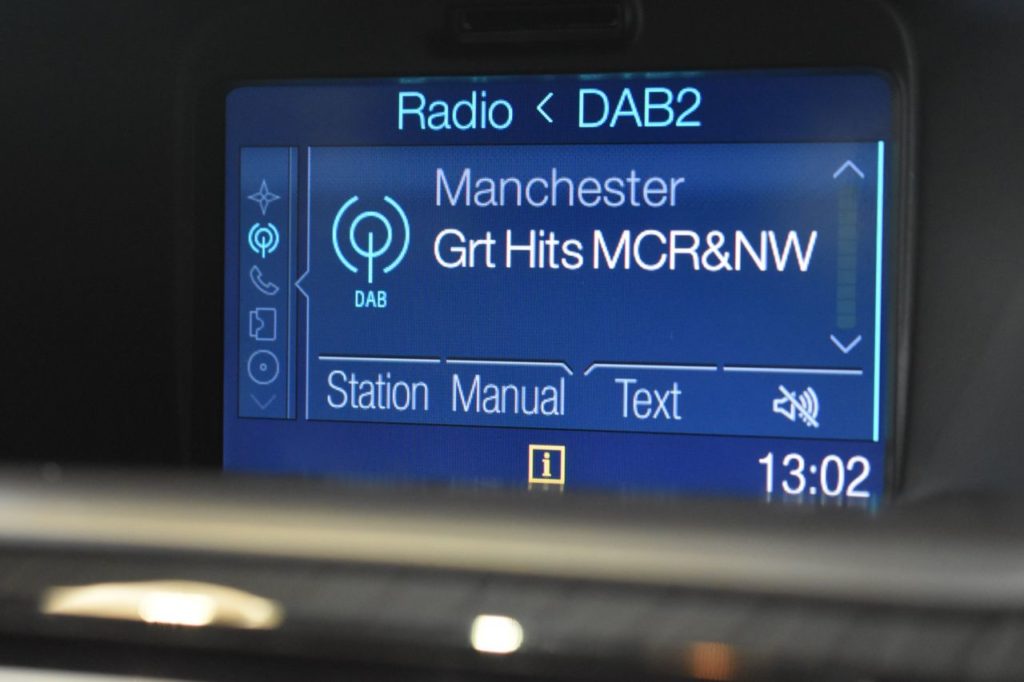 Radio < DAB2
Manchester
Grt Hits MCR&NW
DAB
Station Manual Text
i 13:02